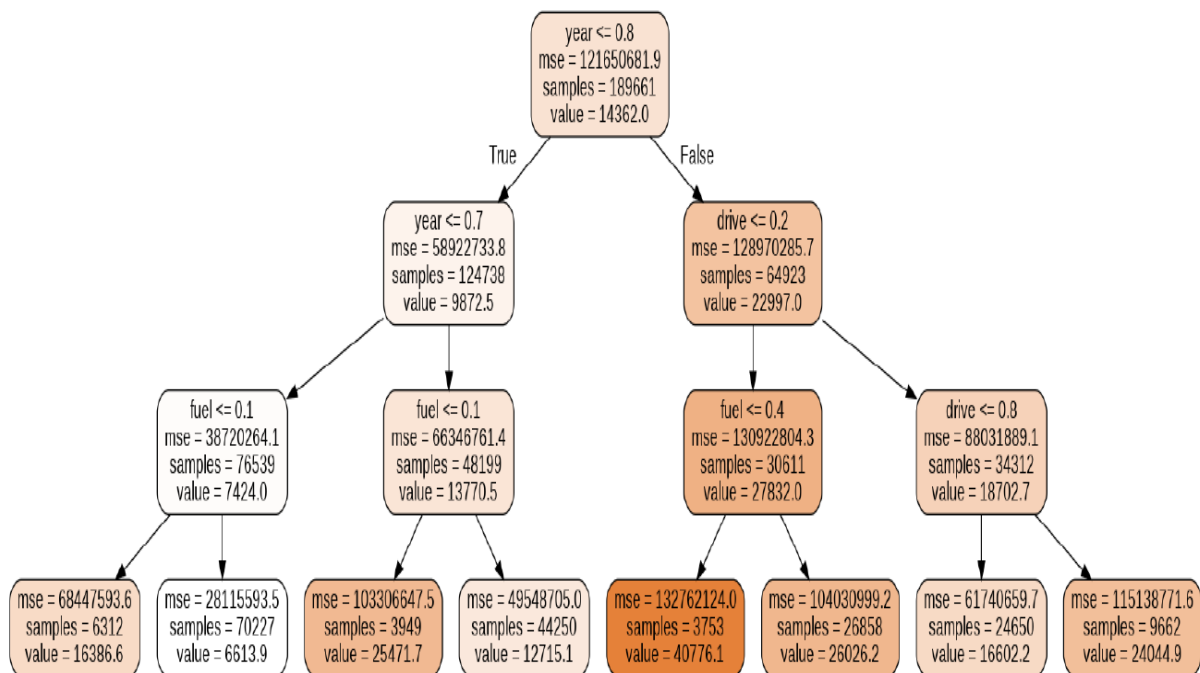 year <= 0.8
mse = 121650681.9
samples = 189661
value = 14362.0
True
False
year <= 0.7
mse = 58922733.8
samples = 124738
value = 9872.5
drive <= 0.2
mse = 128970285.7
samples = 64923
value = 22997.0
fuel <= 0.1
mse = 38720264.1
samples = 76539
value = 7424.0
fuel <= 0.1
mse = 66346761.4
samples = 48199
value = 13770.5
fuel <= 0.4
mse = 130922804.3
samples = 30611
value = 27832.0
drive <= 0.8
mse = 88031889.1
samples = 34312
value = 18702.7
mse = 68447593.6
samples = 6312
value = 16386.6
mse = 28115593.5
samples = 70227
value = 6613.9
mse = 103306647.5
samples = 3949
value = 25471.7
mse = 49548705.0
samples = 44250
value = 12715.1
mse = 132762124.0
samples = 3753
value = 40776.1
mse = 104030999.2
samples = 26858
value = 26026.2
mse = 61740659.7
samples = 24650
value = 16602.2
mse = 115138771.6
samples = 9662
value = 24044.9